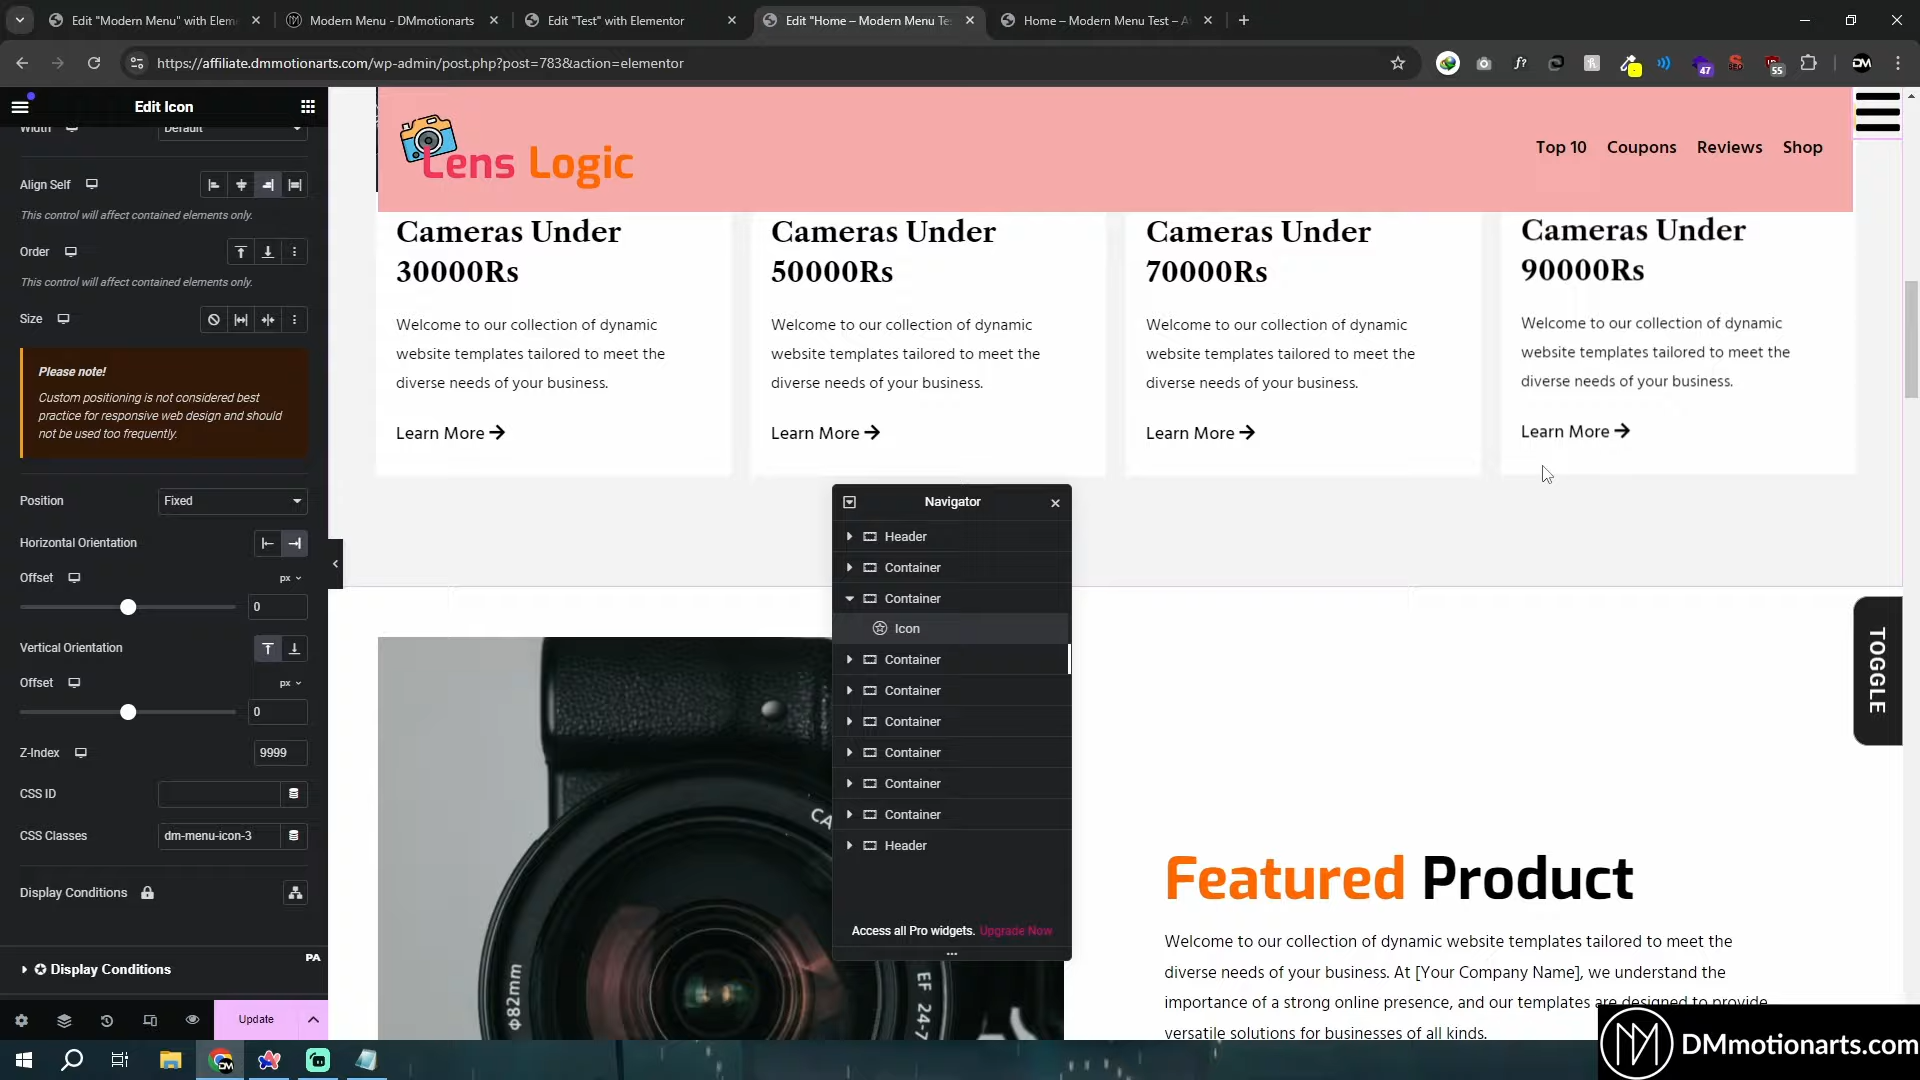 Edit "Modern Menu" with Elem
Modern Menu - DMmotionarts
Edit "Test" with Elementor
Edit "Home – Modern Menu Te
Home – Modern Menu Test – A
https://affiliate.dmmotionarts.com/wp-admin/post.php?post=783&action=elementor
47
55
DM
Edit Icon
Width
Default
Align Self
This control will affect contained elements only.
Order
This control will affect contained elements only.
Size
Please note!
Custom positioning is not considered best
practice for responsive web design and should
not be used too frequently.
Position
Fixed
Horizontal Orientation
Offset
px
0
Vertical Orientation
Offset
px
0
Z-Index
9999
CSS ID
CSS Classes
dm-menu-icon-3
Display Conditions
PA
Display Conditions
Update
Lens Logic
Top 10
Coupons
Reviews
Shop
Cameras Under
30000Rs
Welcome to our collection of dynamic
website templates tailored to meet the
diverse needs of your business.
Learn More
Cameras Under
50000Rs
Welcome to our collection of dynamic
website templates tailored to meet the
diverse needs of your business.
Learn More
Cameras Under
70000Rs
Welcome to our collection of dynamic
website templates tailored to meet the
diverse needs of your business.
Learn More
Cameras Under
90000Rs
Welcome to our collection of dynamic
website templates tailored to meet the
diverse needs of your business.
Learn More
Navigator
Header
Container
Container
Icon
Container
Container
Container
Container
Container
Container
Header
Access all Pro widgets. Upgrade Now
TOGGLE
CA
φ82mm
EF 24-7
Featured Product
Welcome to our collection of dynamic website templates tailored to meet the
diverse needs of your business. At [Your Company Name], we understand the
importance of a strong online presence, and our templates are designed to provide
versatile solutions for businesses of all kinds.
DMmotionarts.com